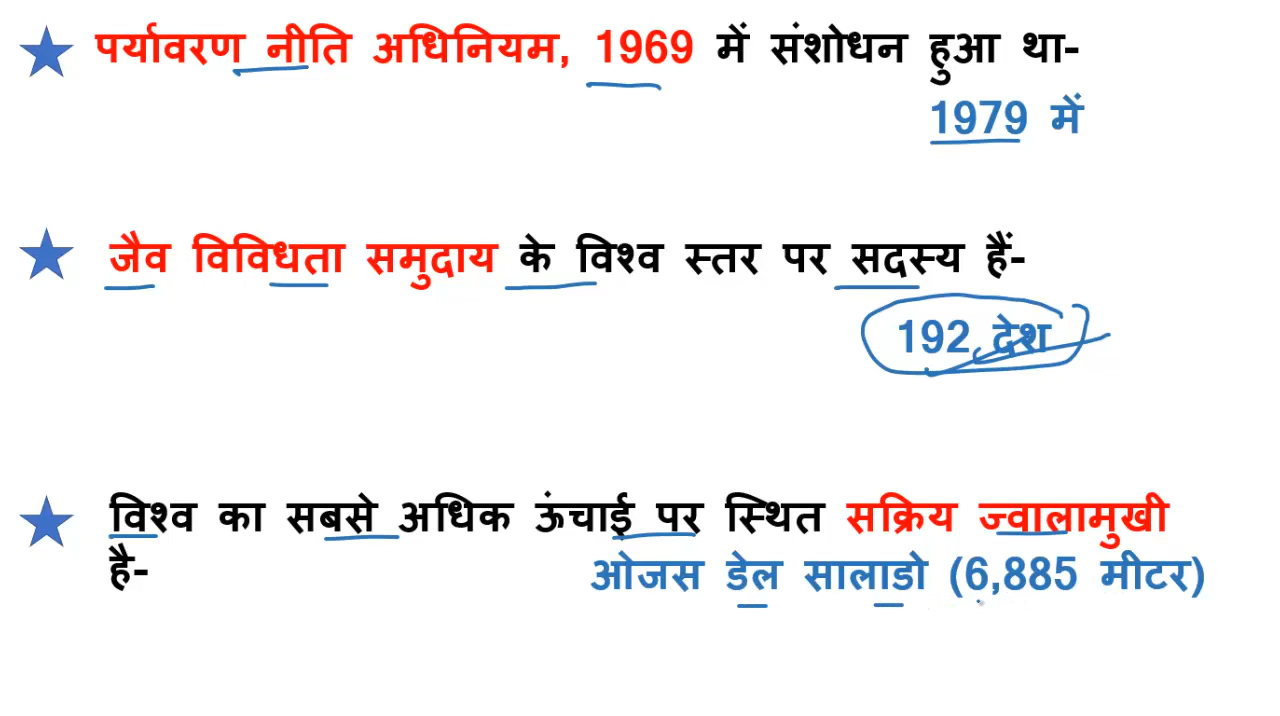 पर्यावरण नीति अधिनियम, 1969 में संशोधन हुआ था-
1979 में
जैव विविधता समुदाय के विश्व स्तर पर सदस्य हैं-
192 देश
विश्व का सबसे अधिक ऊंचाई पर स्थित सक्रिय ज्वालामुखी
है-
ओजस डेल सालाडो (6,885 मीटर)